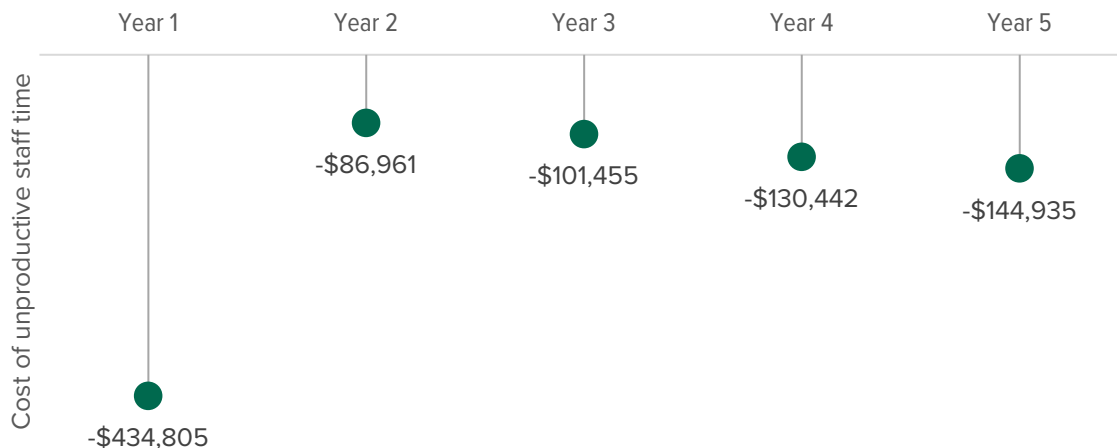 Year 1
Year 2
Year 3
Year 4
Year 5
Cost of unproductive staff time
-$86,961
-$101,455
-$130,442
-$144,935
-$434,805